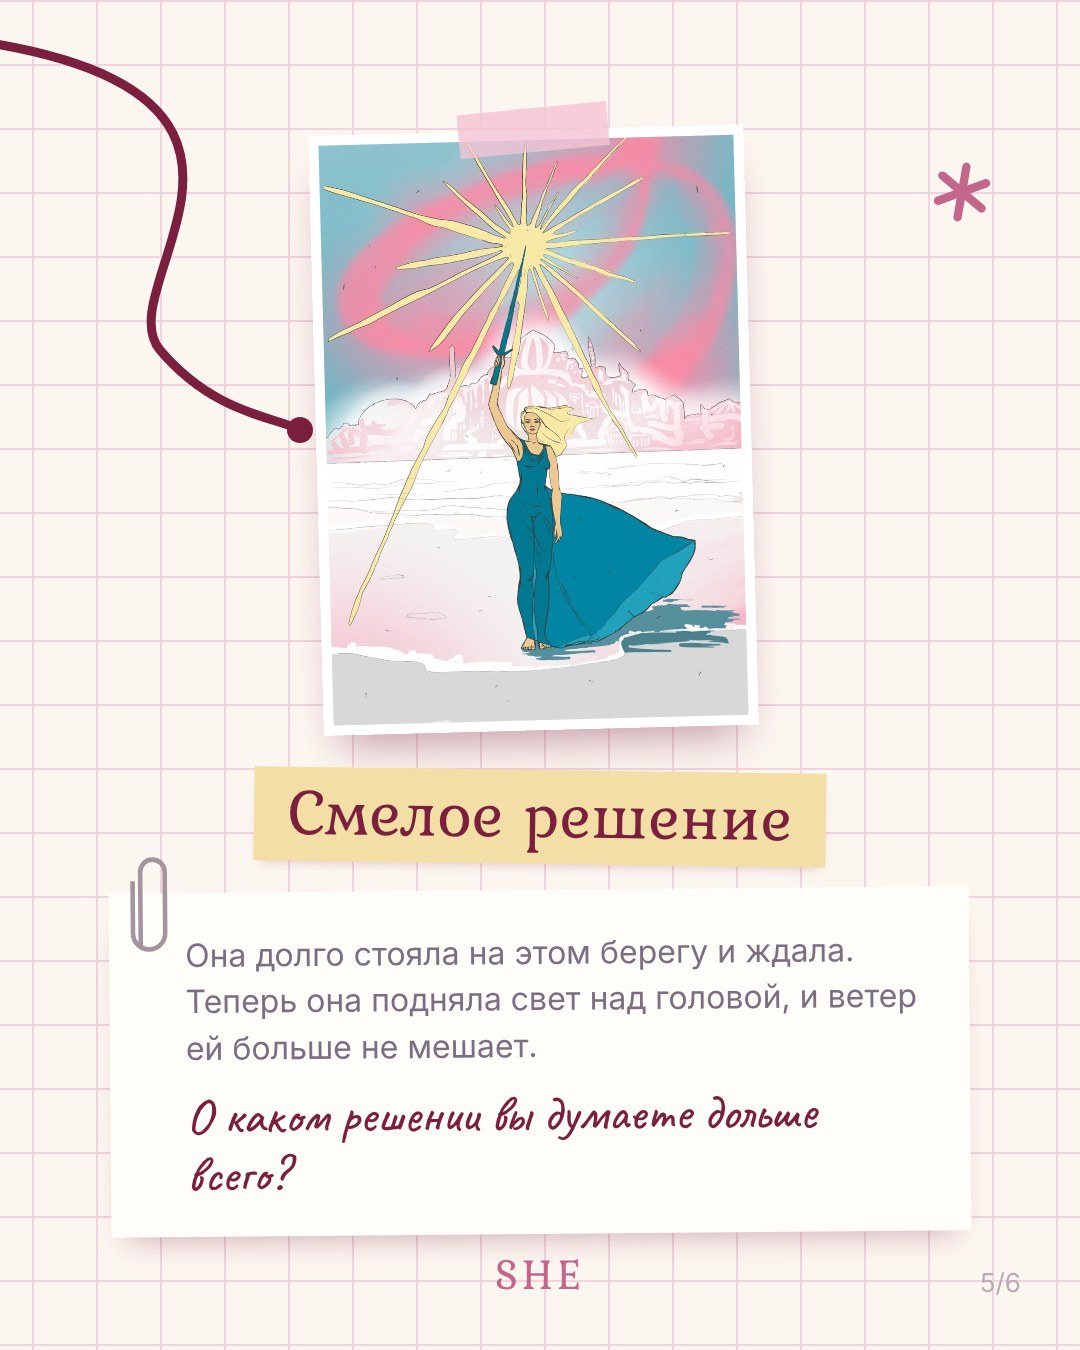 Смелое решение
Она долго стояла на этом берегу и ждала.
Теперь она подняла свет над головой, и ветер
ей больше не мешает.
О каком решении вы думаете дольше
всего?
SHE
5/6